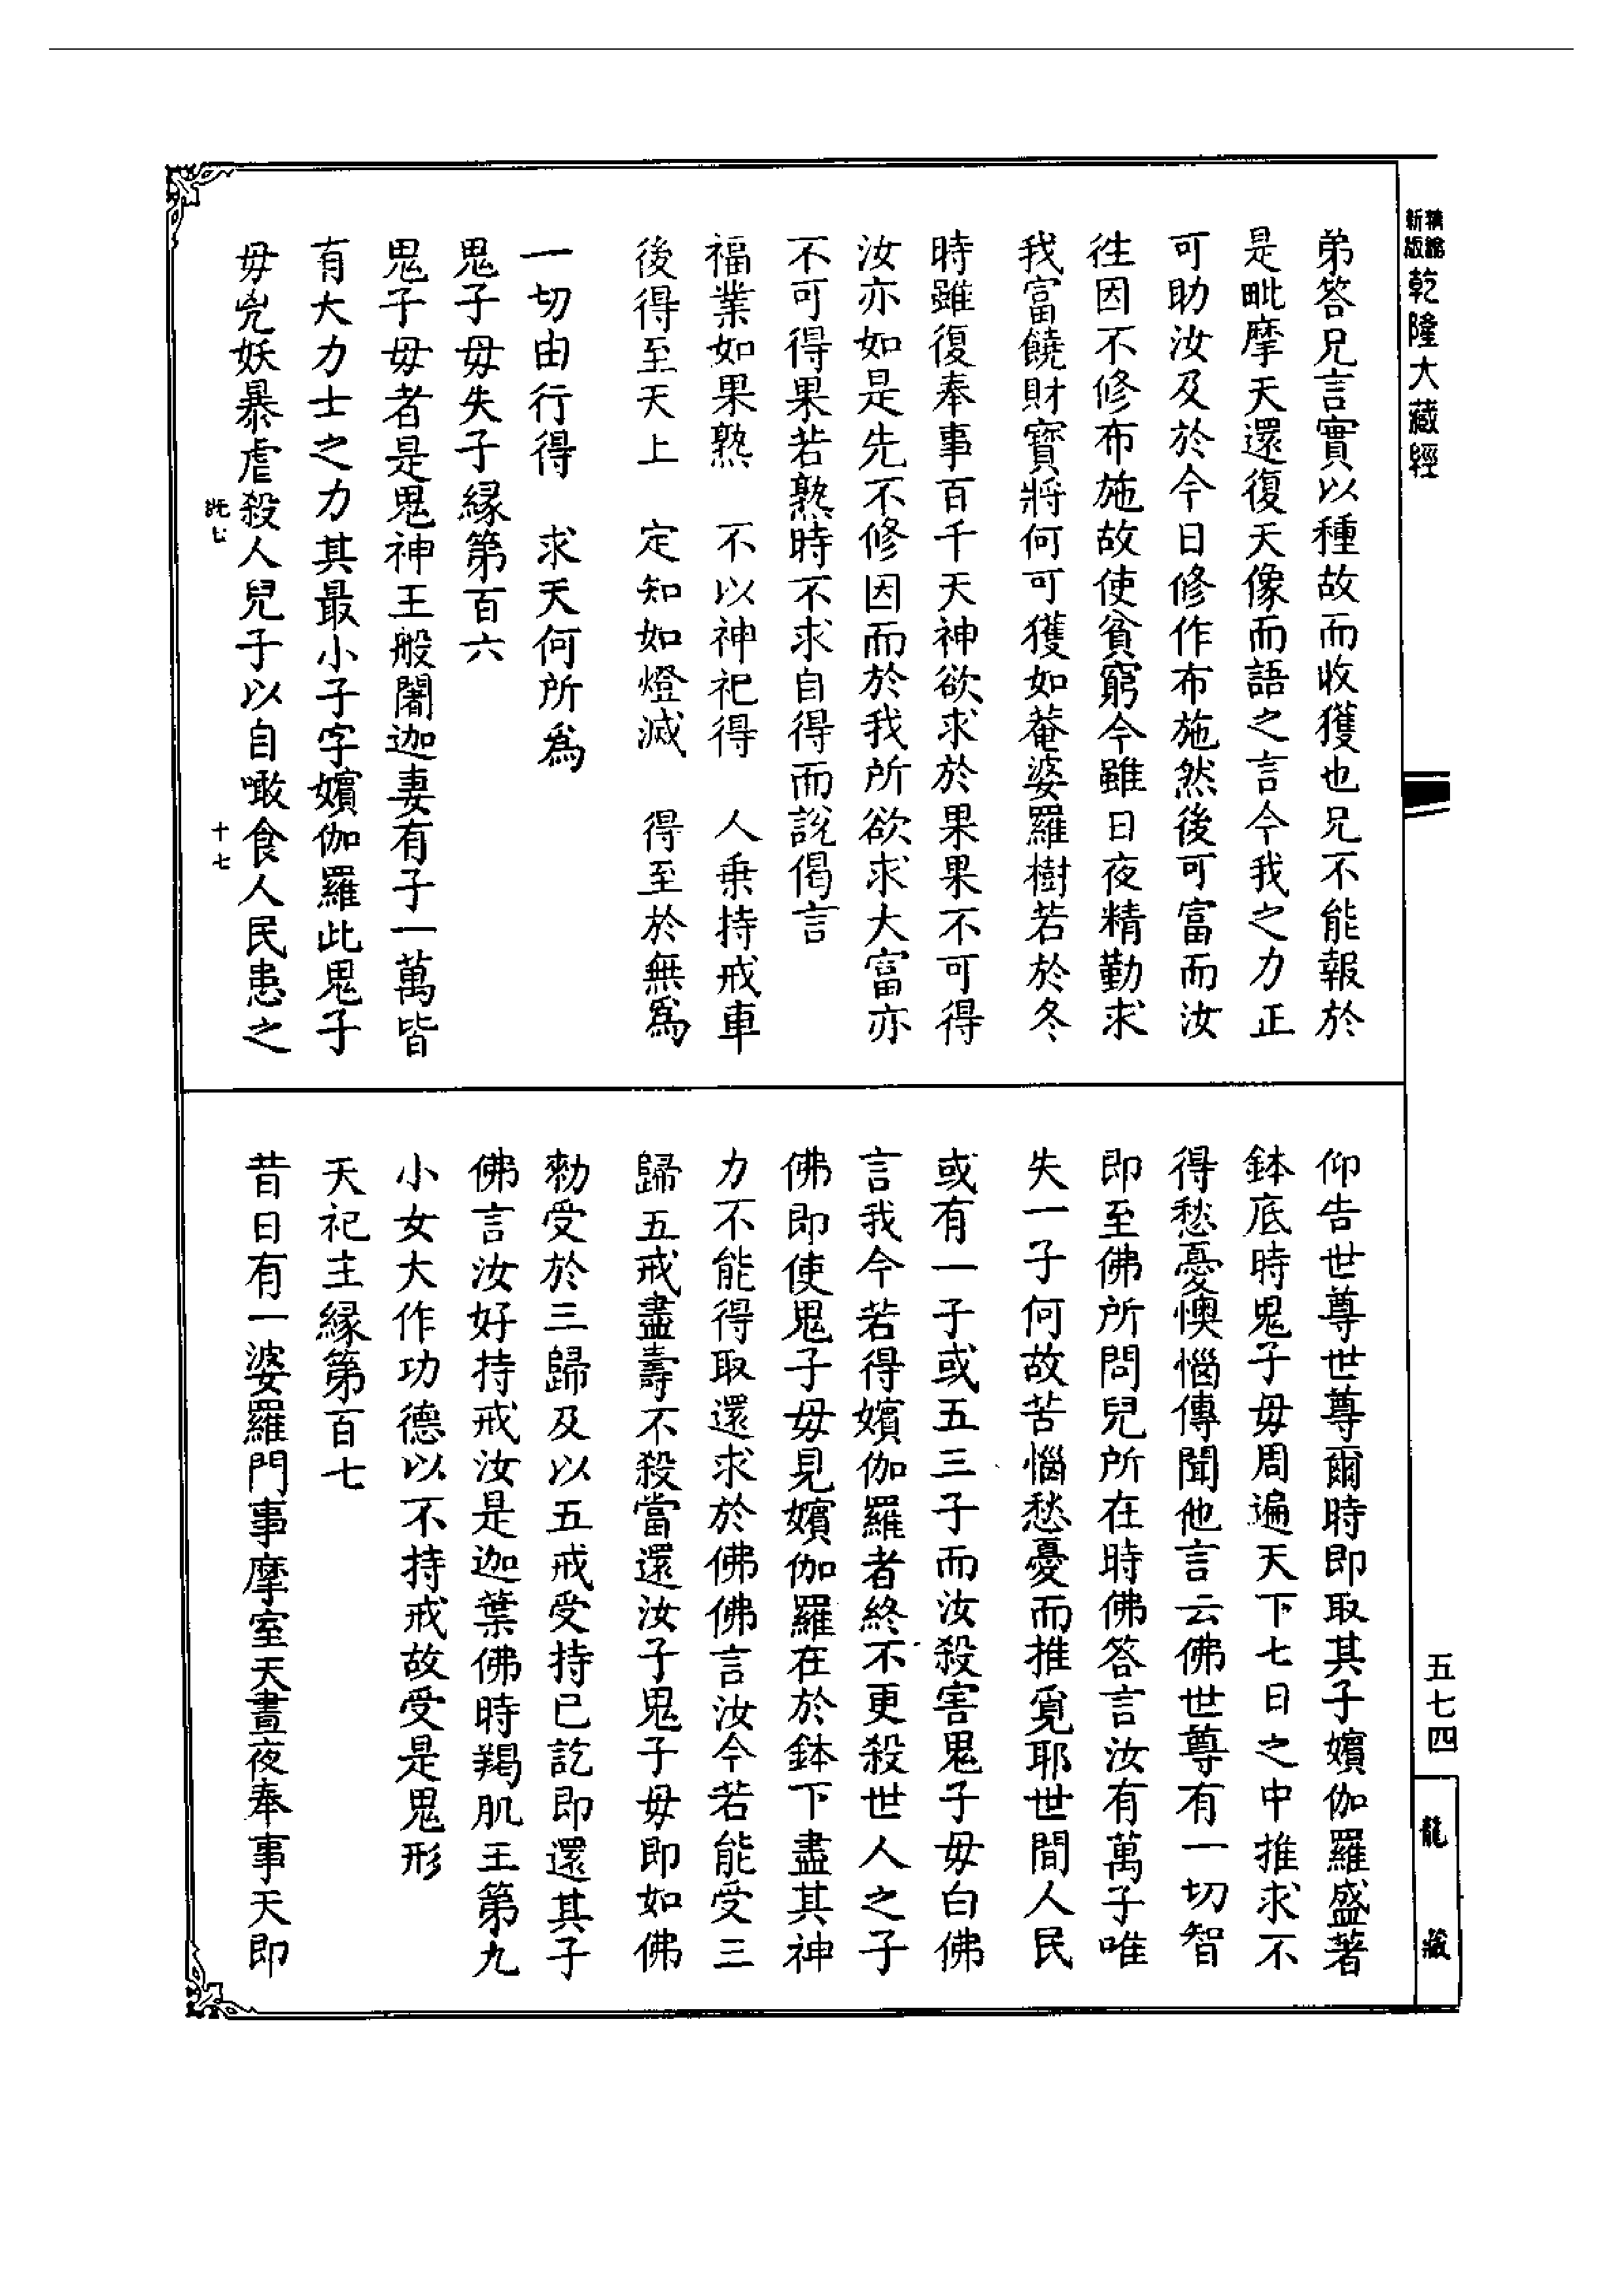 新版
乾隆大藏經
弟答兄言實以種故而收獲也兄不能報於
是毗摩天還復天像而語之言今我之力正
可助汝及於今日修作布施然後可富而汝
徃因不修布施故使貧窮今雖日夜精勤求
我富饒財寶將何可獲如菴婆羅樹若於冬
時雖復奉事百千天神欲求於果果不可得
汝亦如是先不修因而於我所欲求大富亦
不可得果若熟時不求自得而說偈言
福業如果熟　不以神祀得　人乗持戒車
後得至天上　定知如燈滅　得至於無爲
一切由行得　求天何所爲
鬼子毋失子縁第百六
鬼子毋者是鬼神王般闍迦妻有子一萬皆
有大力士之力其最小子字嬪伽羅此鬼子
毋兇妖暴虐殺人兒子以自噉食人民患之
十七
仰告世尊世尊爾時即取其子嬪伽羅盛著
鉢底時鬼子毋周遍天下七日之中推求不
得愁憂懊惱傳聞他言云佛世尊有一切智
即至佛所問兒所在時佛答言汝有萬子唯
失一子何故苦惱愁憂而推覓耶世間人民
或有一子或五三子而汝殺害鬼子毋白佛
言我今若得嬪伽羅者終不更殺世人之子
佛即使鬼子毋見嬪伽羅在於鉢下盡其神
力不能得取還求於佛佛言汝今若能受三
歸五戒盡壽不殺當還汝子鬼子毋即如佛
勑受於三歸及以五戒受持已訖即還其子
佛言汝好持戒汝是迦葉佛時羯肌王第九
小女大作功德以不持戒故受是鬼形
天祀主縁第百七
昔日有一婆羅門事摩室天晝夜奉事天即
五七四
龍藏